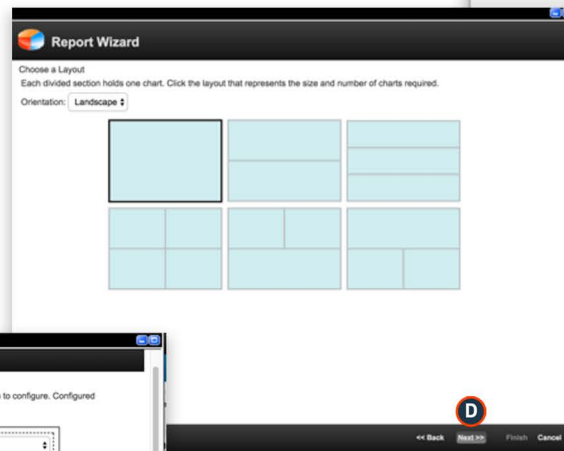 Report Wizard
Choose a Layout
Each divided section holds one chart. Click the layout that represents the size and number of charts required.
Orientation: Landscape
to configure. Configured
D
<< Back Next >> Finish Cancel